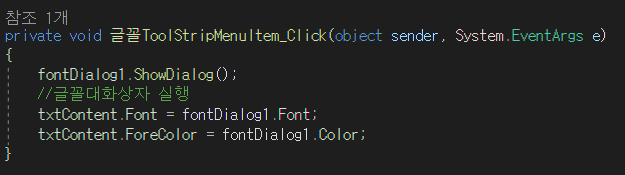 참조 1개
private void 글꼴ToolStripMenuItem_Click(object sender, System.EventArgs e)
{
fontDialog1.ShowDialog();
//글꼴대화상자 실행
txtContent.Font = fontDialog1.Font;
txtContent.ForeColor = fontDialog1.Color;
}